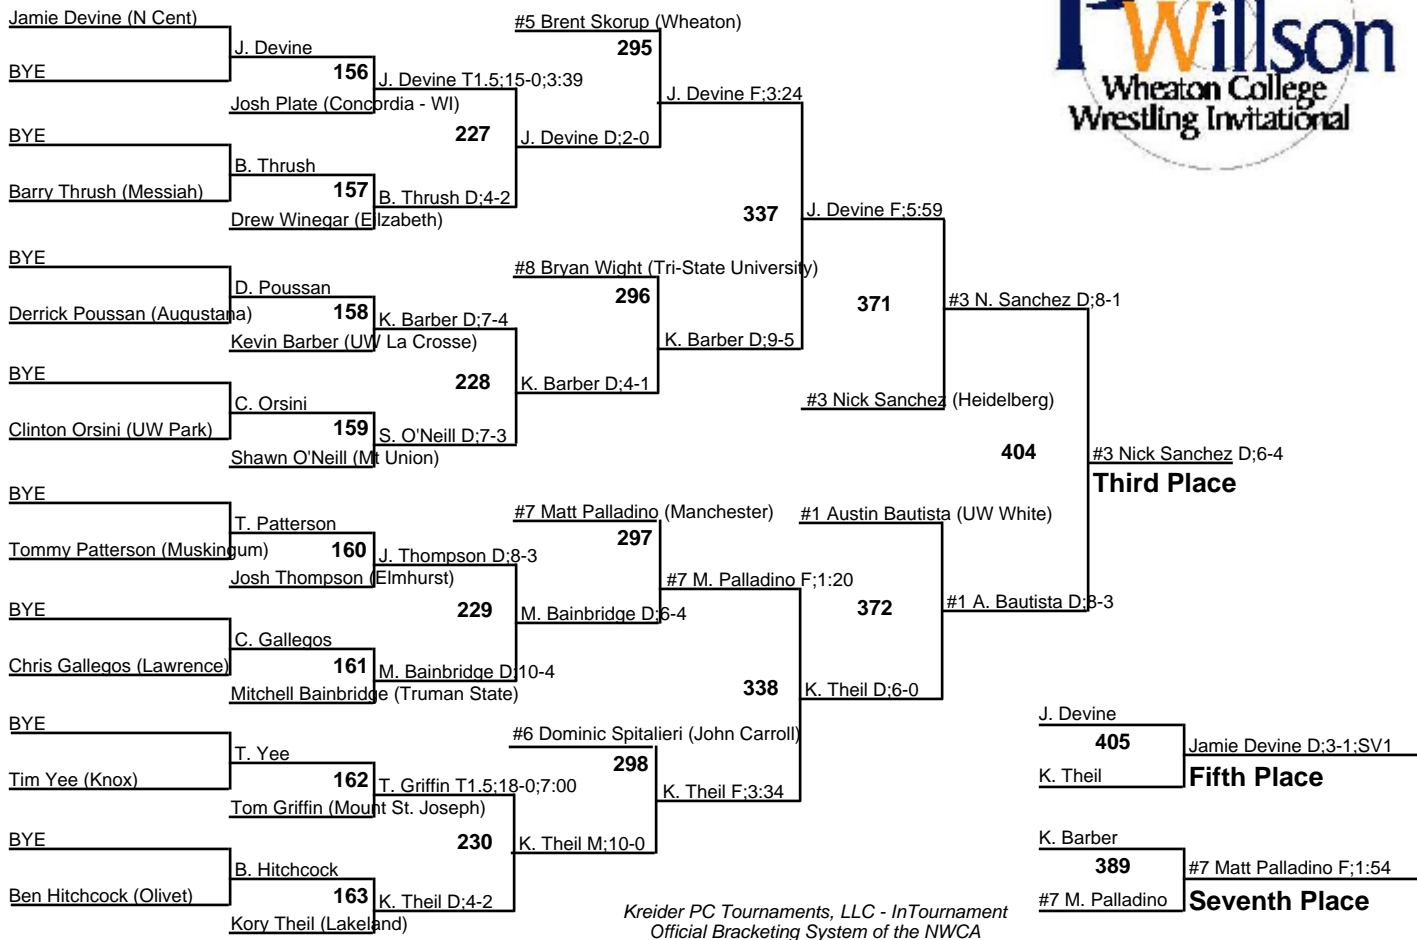 Jamie Devine (N Cent)
BYE
BYE
Barry Thrush (Messiah)
BYE
Derrick Poussan (Augustana)
BYE
Clinton Orsini (UW Park)
BYE
Tommy Patterson (Muskingum)
BYE
Chris Gallegos (Lawrence)
BYE
Tim Yee (Knox)
BYE
Ben Hitchcock (Olivet)
J. Devine
156
Josh Plate (Concordia - WI)
B. Thrush
157
Drew Winegar (Elizabeth)
D. Poussan
158
Kevin Barber (UW La Crosse)
C. Orsini
159
Shawn O'Neill (Mt Union)
T. Patterson
160
Josh Thompson (Elmhurst)
C. Gallegos
161
Mitchell Bainbridge (Truman State)
T. Yee
162
Tom Griffin (Mount St. Joseph)
B. Hitchcock
163
Kory Theil (Lakeland)
J. Devine T1.5;15-0;3:39
227
B. Thrush D;4-2
K. Barber D;7-4
228
S. O'Neill D;7-3
J. Thompson D;8-3
229
M. Bainbridge D;10-4
T. Griffin T1.5;18-0;7:00
230
K. Theil D;4-2
#5 Brent Skorup (Wheaton)
295
J. Devine D;2-0
#8 Bryan Wight (Tri-State University)
296
K. Barber D;4-1
#7 Matt Palladino (Manchester)
297
M. Bainbridge D;6-4
#6 Dominic Spitalieri (John Carroll)
298
K. Theil M;10-0
J. Devine F;3:24
337
K. Barber D;9-5
#7 M. Palladino F;1:20
338
K. Theil F;3:34
J. Devine F;5:59
371
#3 Nick Sanchez (Heidelberg)
#1 Austin Bautista (UW White)
372
K. Theil D;6-0
#3 N. Sanchez D;8-1
404
#1 A. Bautista D;8-3
#3 Nick Sanchez D;6-4
Third Place
J. Devine
405
K. Theil
Jamie Devine D;3-1;SV1
Fifth Place
K. Barber
389
#7 M. Palladino
#7 Matt Palladino F;1:54
Seventh Place
Willson
Wheaton College
Wrestling Invitational
Kreider PC Tournaments, LLC - InTournament
Official Bracketing System of the NWCA